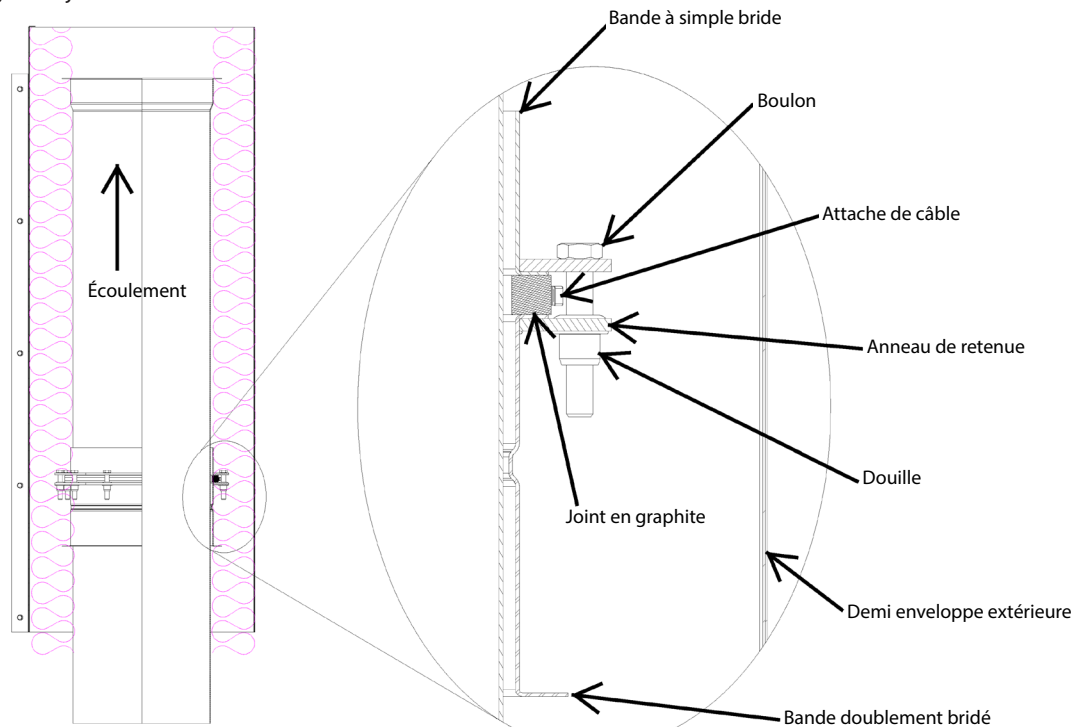 Bande à simple bride
Boulon
Attache de câble
Écoulement
Anneau de retenue
Douille
Joint en graphite
Demi enveloppe extérieure
Bande doublement bridé